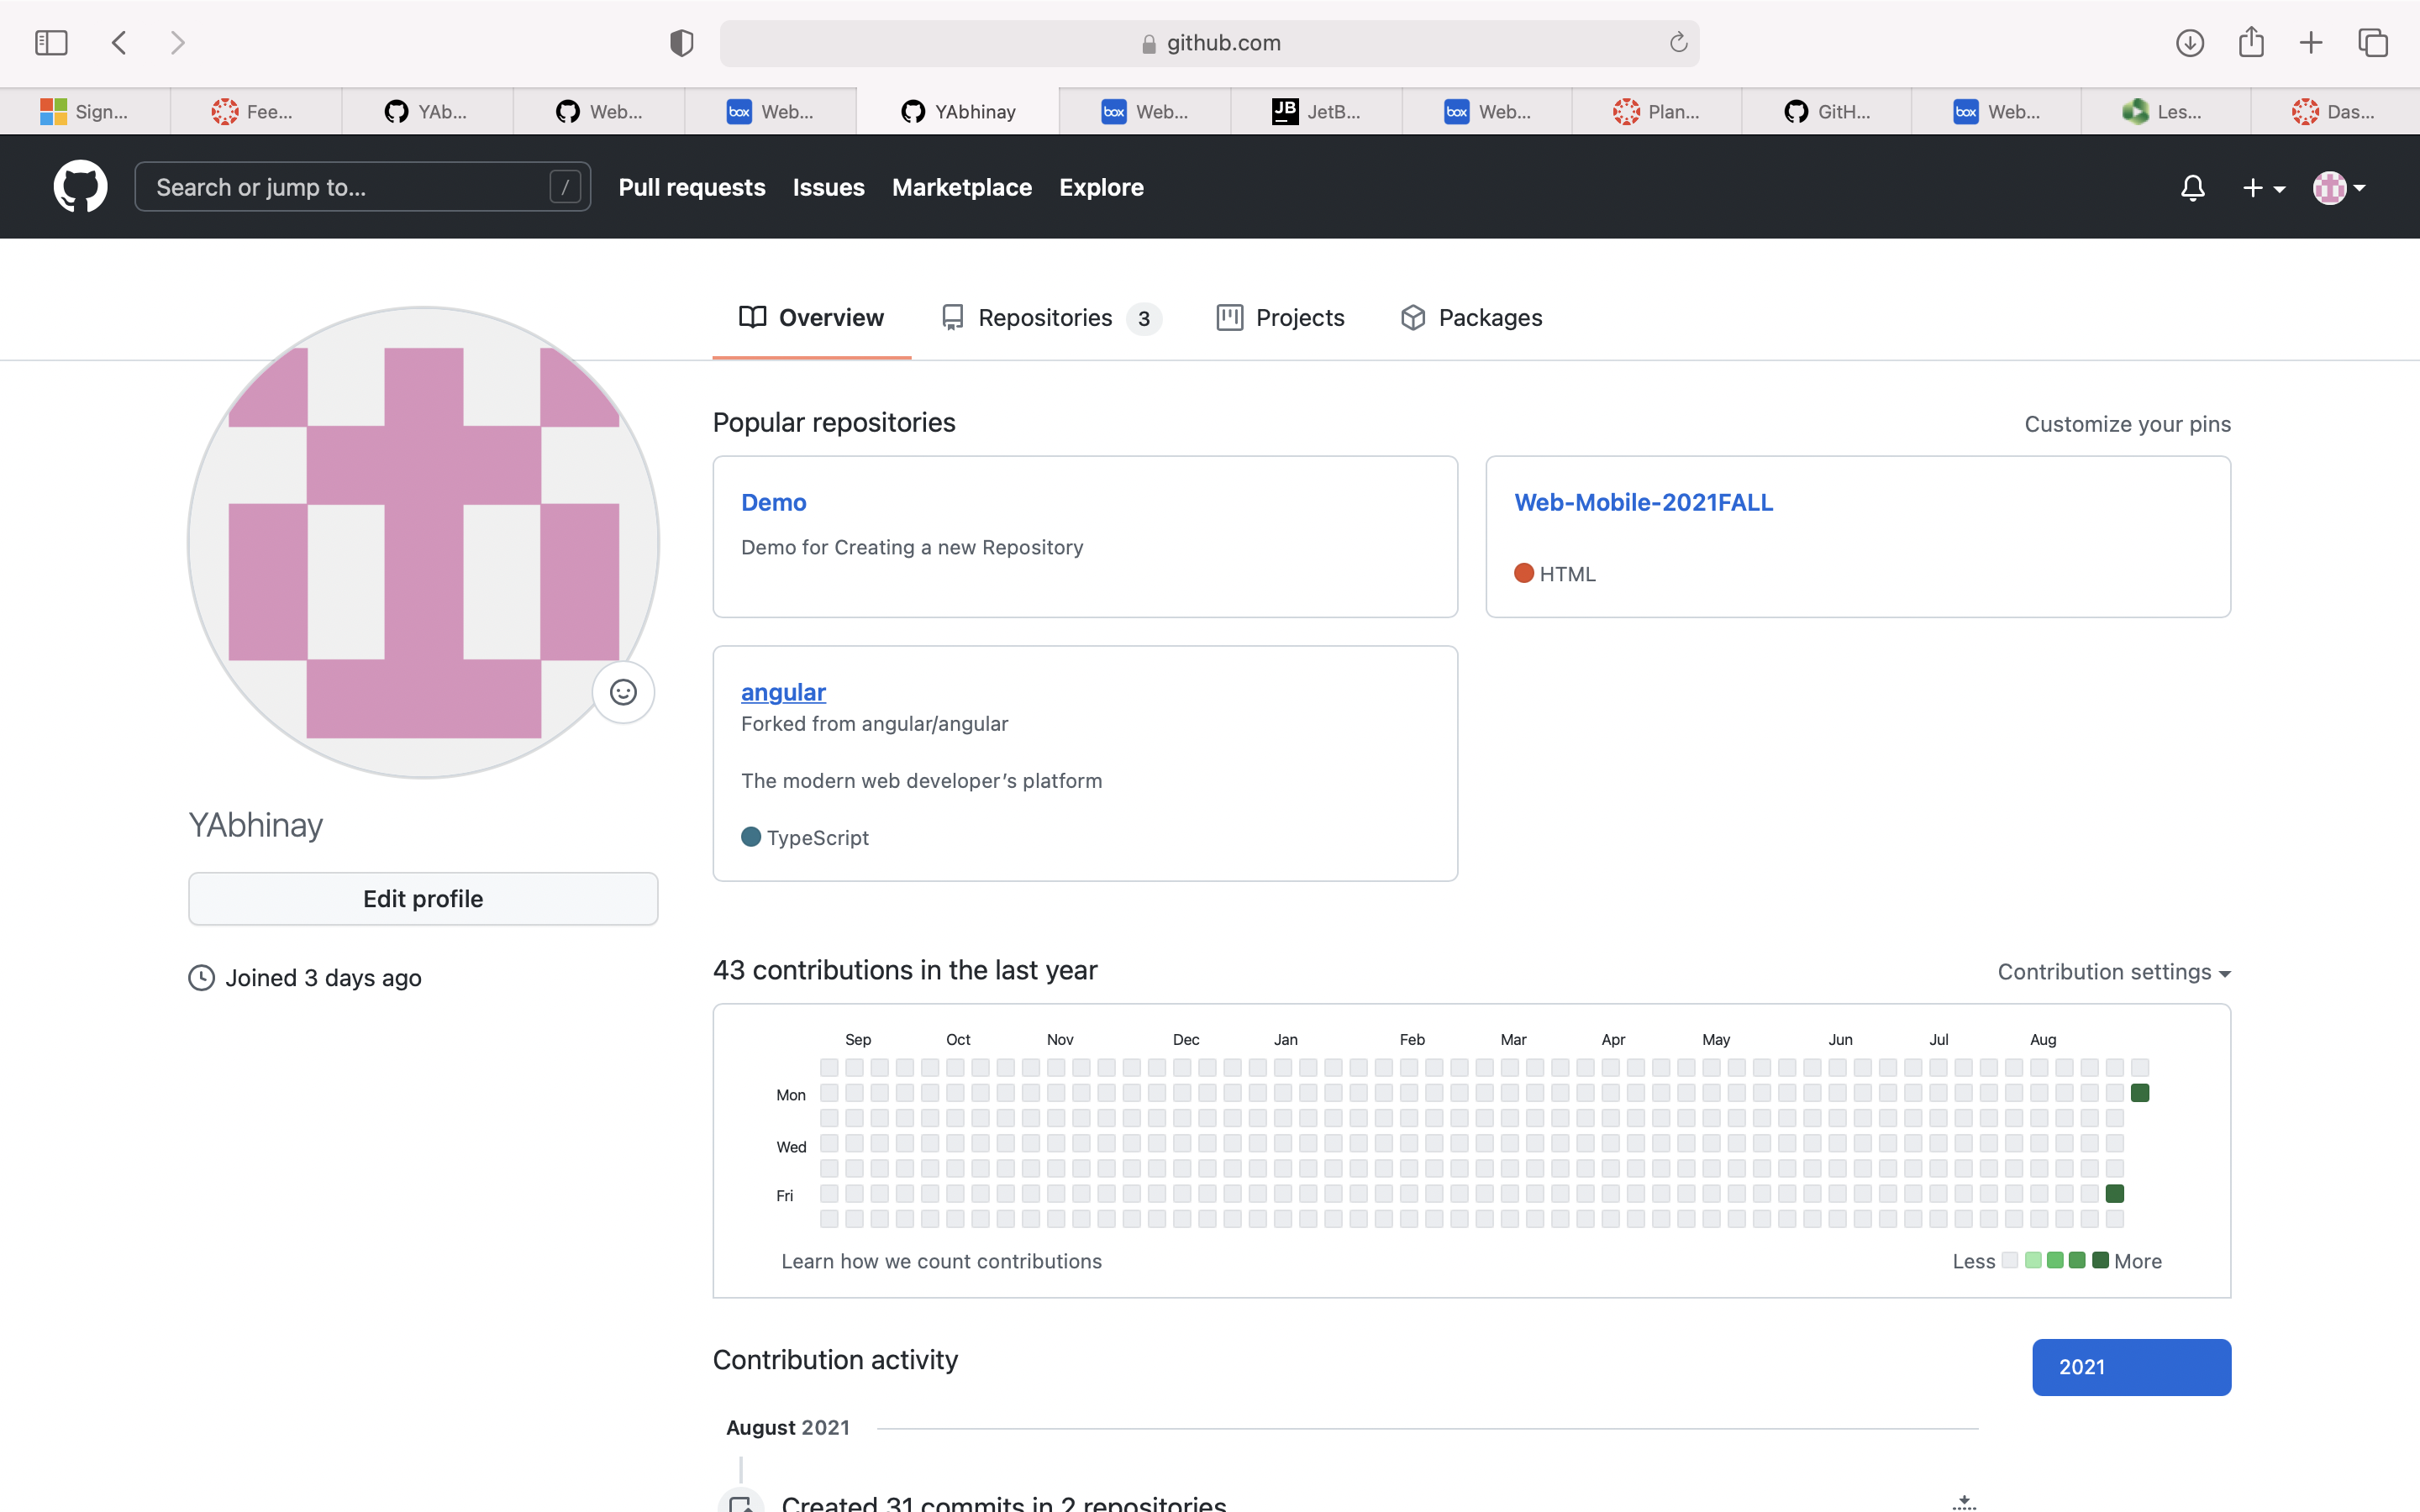 github.com
Sign...
Fee...
YAb...
Web...
box
Web...
YAbhinay
box
Web...
JB
JetB...
box
Web...
Plan...
GitH...
box
Web...
Les...
Das...
Search or jump to...
/
Pull requests
Issues
Marketplace
Explore
Overview
Repositories 3
Projects
Packages
Popular repositories
Customize your pins
Demo
Demo for Creating a new Repository
Web-Mobile-2021FALL
HTML
angular
Forked from angular/angular
The modern web developer’s platform
TypeScript
YAbhinay
Edit profile
Joined 3 days ago
43 contributions in the last year
Contribution settings
Sep Oct Nov Dec Jan Feb Mar Apr May Jun Jul Aug
Mon
Wed
Fri
Learn how we count contributions
Less
More
Contribution activity
2021
August 2021
Created 31 commits in 2 repositories